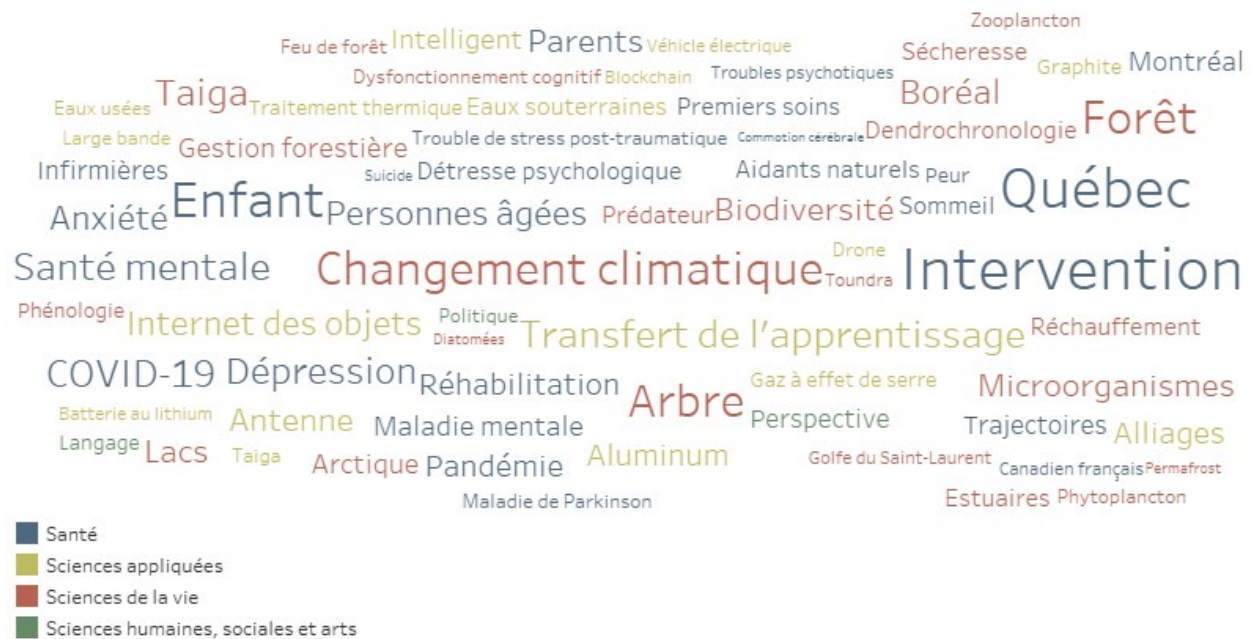 Zooplancton
Feu de forêt Intelligent Parents Véhicle électrique Sécheresse
Dysfonctionnement cognitif Blockchain Troubles psychotiques Graphite Montréal
Eaux usées Taiga Traitement thermique Eaux souterraines Premiers soins Boréal Forêt
Large bande Gestion forestière Trouble de stress post-traumatique Commotion cérébrale Dendrochronologie
Infirmières Suicide Détresse psychologique Aidants naturels Peur Québec
Anxiété Enfant Personnes âgées Prédateur Biodiversité Sommeil
Santé mentale Changement climatique Drone Toundra Intervention
Phénologie Internet des objets Politique Transfert de l’apprentissage Réchauffement
Diatomées
COVID-19 Dépression Réhabilitation Arbre Gaz à effet de serre Microorganismes
Batterie au lithium Antenne Maladie mentale Perspective Trajectoires Alliages
Langage Lacs Taiga Arctique Pandémie Aluminum Golfe du Saint-Laurent Canadien français Permafrost
Maladie de Parkinson Estuaires Phytoplancton
Santé
Sciences appliquées
Sciences de la vie
Sciences humaines, sociales et arts